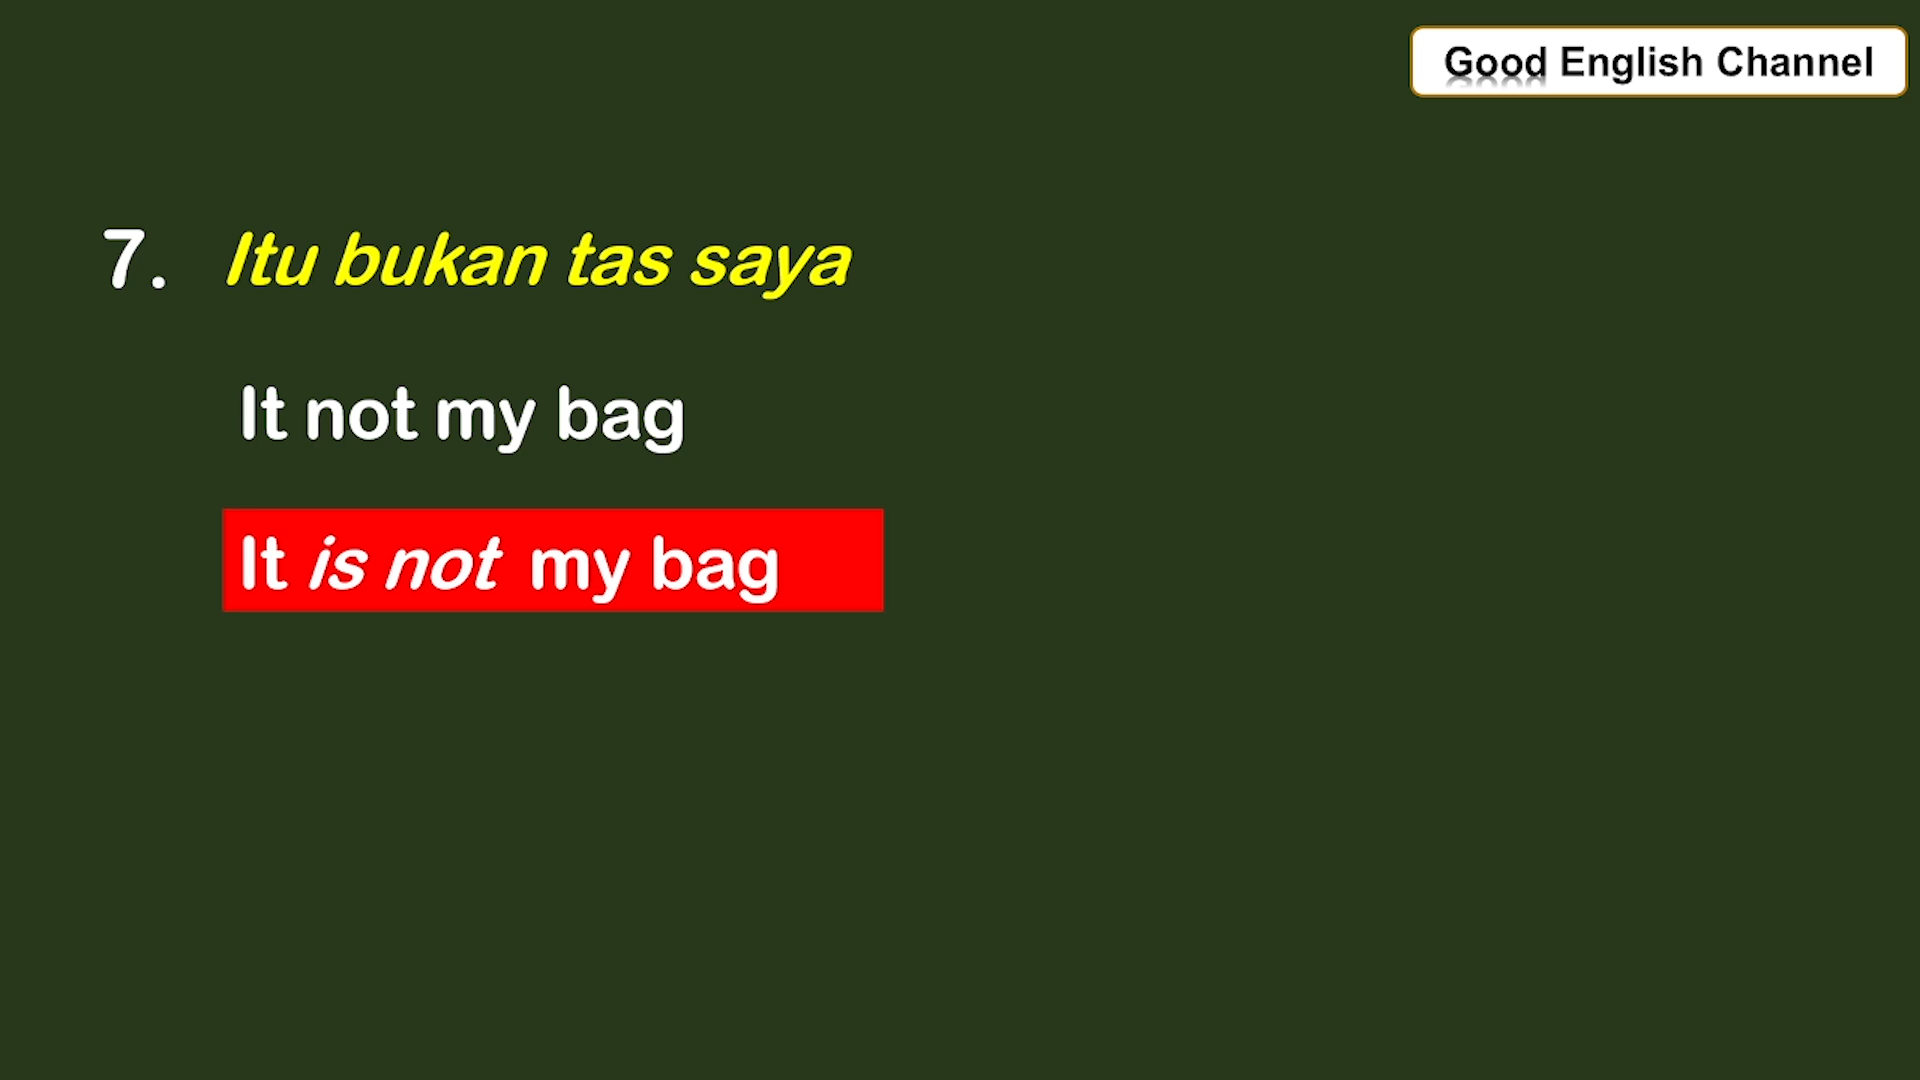 Good English Channel
7. Itu bukan tas saya
It not my bag
It is not my bag